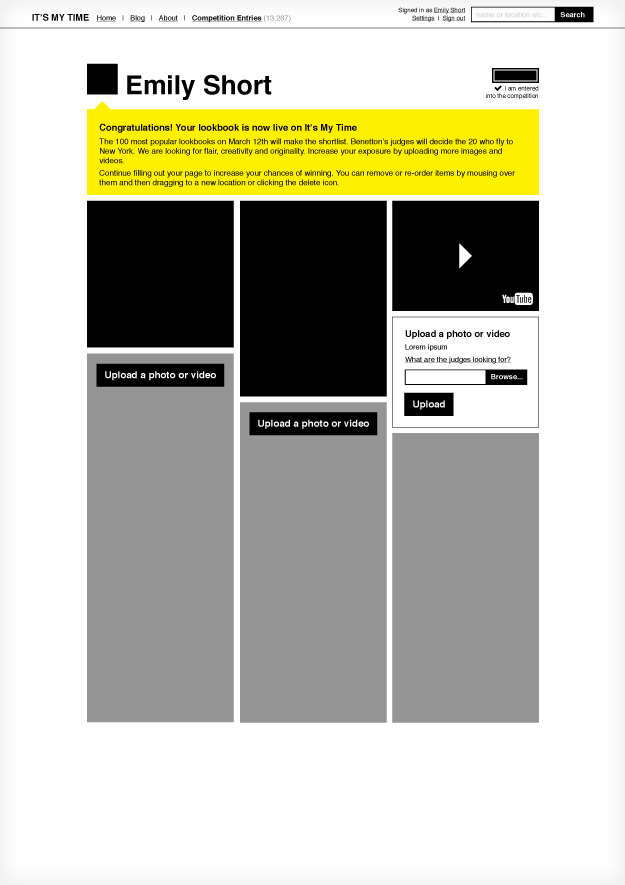 IT'S MY TIME Home | Blog | About | Competition Entries (13,287)
Signed in as Emily Short
Settings | Sign out
name or location etc... Search
Emily Short
I am entered
into the competition
Congratulations! Your lookbook is now live on It's My Time
The 100 most popular lookbooks on March 12th will make the shortlist. Benetton's judges will decide the 20 who fly to
New York. We are looking for flair, creativity and originality. Increase your exposure by uploading more images and
videos.
Continue filling out your page to increase your chances of winning. You can remove or re-order items by mousing over
them and then dragging to a new location or clicking the delete icon.
YouTube
Upload a photo or video
Lorem ipsum
What are the judges looking for?
Browse...
Upload
Upload a photo or video
Upload a photo or video